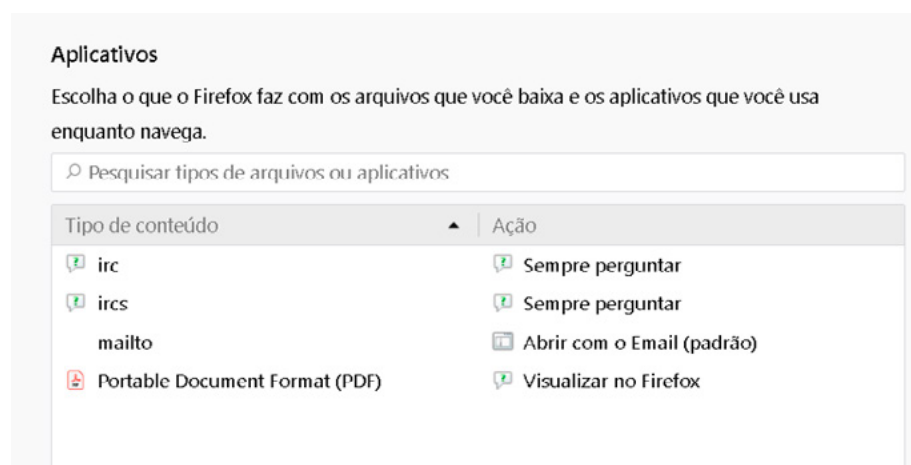 Aplicativos
Escolha o que o Firefox faz com os arquivos que você baixa e os aplicativos que você usa
enquanto navega.
Pesquisar tipos de arquivos ou aplicativos
Tipo de conteúdo Ação
irc Sempre perguntar
ircs Sempre perguntar
mailto Abrir com o Email (padrão)
Portable Document Format (PDF) Visualizar no Firefox